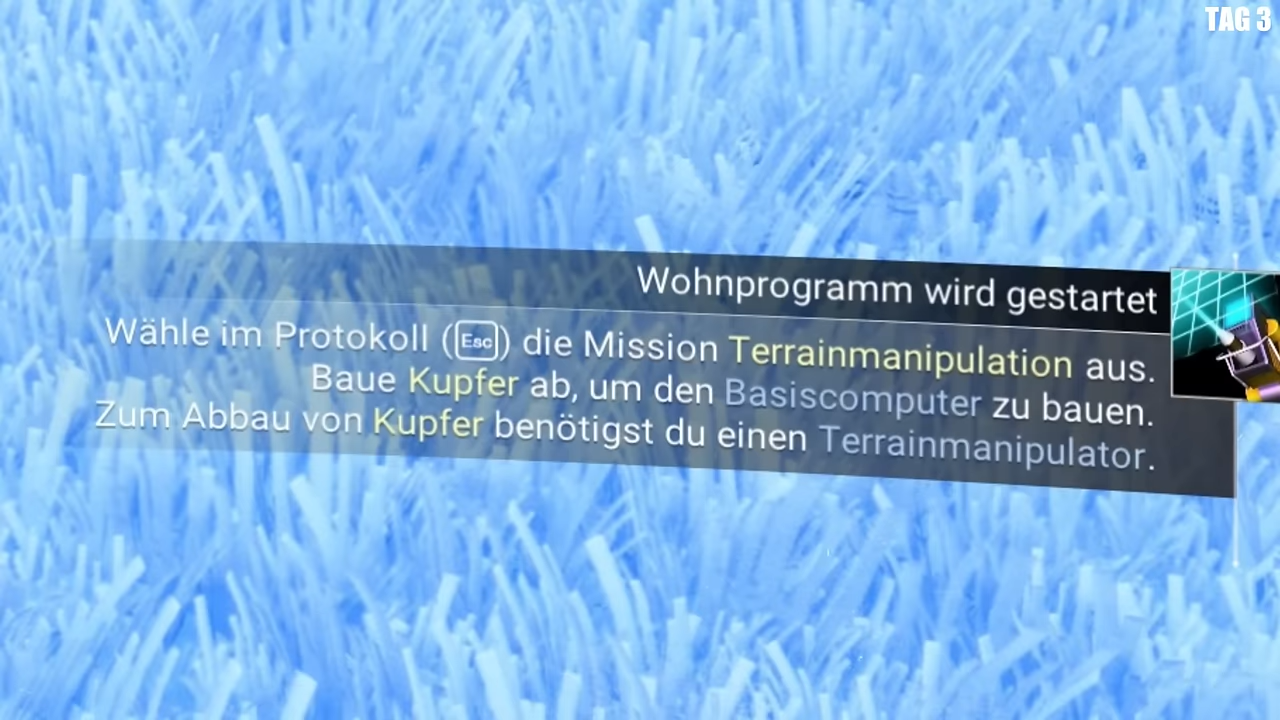 TAG 3
Wohnprogramm wird gestartet
Wähle im Protokoll (Esc) die Mission Terrainmanipulation aus.
Baue Kupfer ab, um den Basiscomputer zu bauen.
Zum Abbau von Kupfer benötigst du einen Terrainmanipulator.